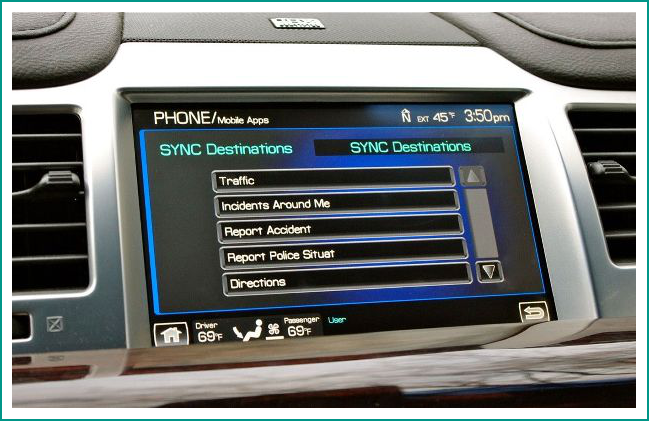 THX
PHONE/Mobile Apps
N EXT 45°F 3:50pm
SYNC Destinations
SYNC Destinations
Traffic
Incidents Around Me
Report Accident
Report Police Situat
Directions
Driver
69°F
Passenger
69°F
User